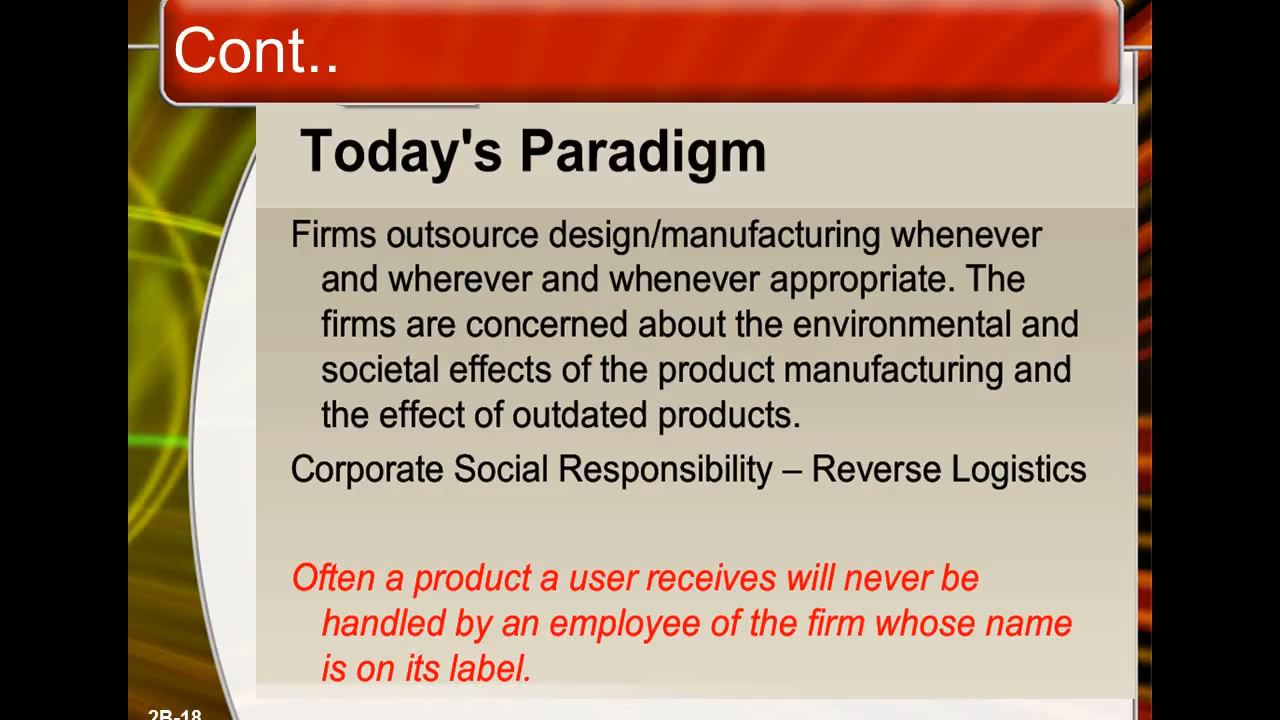 Cont..
Today's Paradigm
Firms outsource design/manufacturing whenever
and wherever and whenever appropriate. The
firms are concerned about the environmental and
societal effects of the product manufacturing and
the effect of outdated products.
Corporate Social Responsibility – Reverse Logistics
Often a product a user receives will never be
handled by an employee of the firm whose name
is on its label.
2B-18